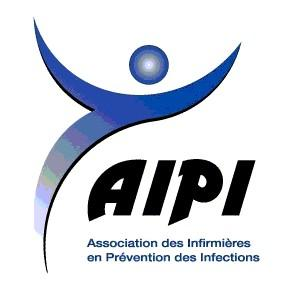 AIPI
Association des Infirmières
en Prévention des Infections